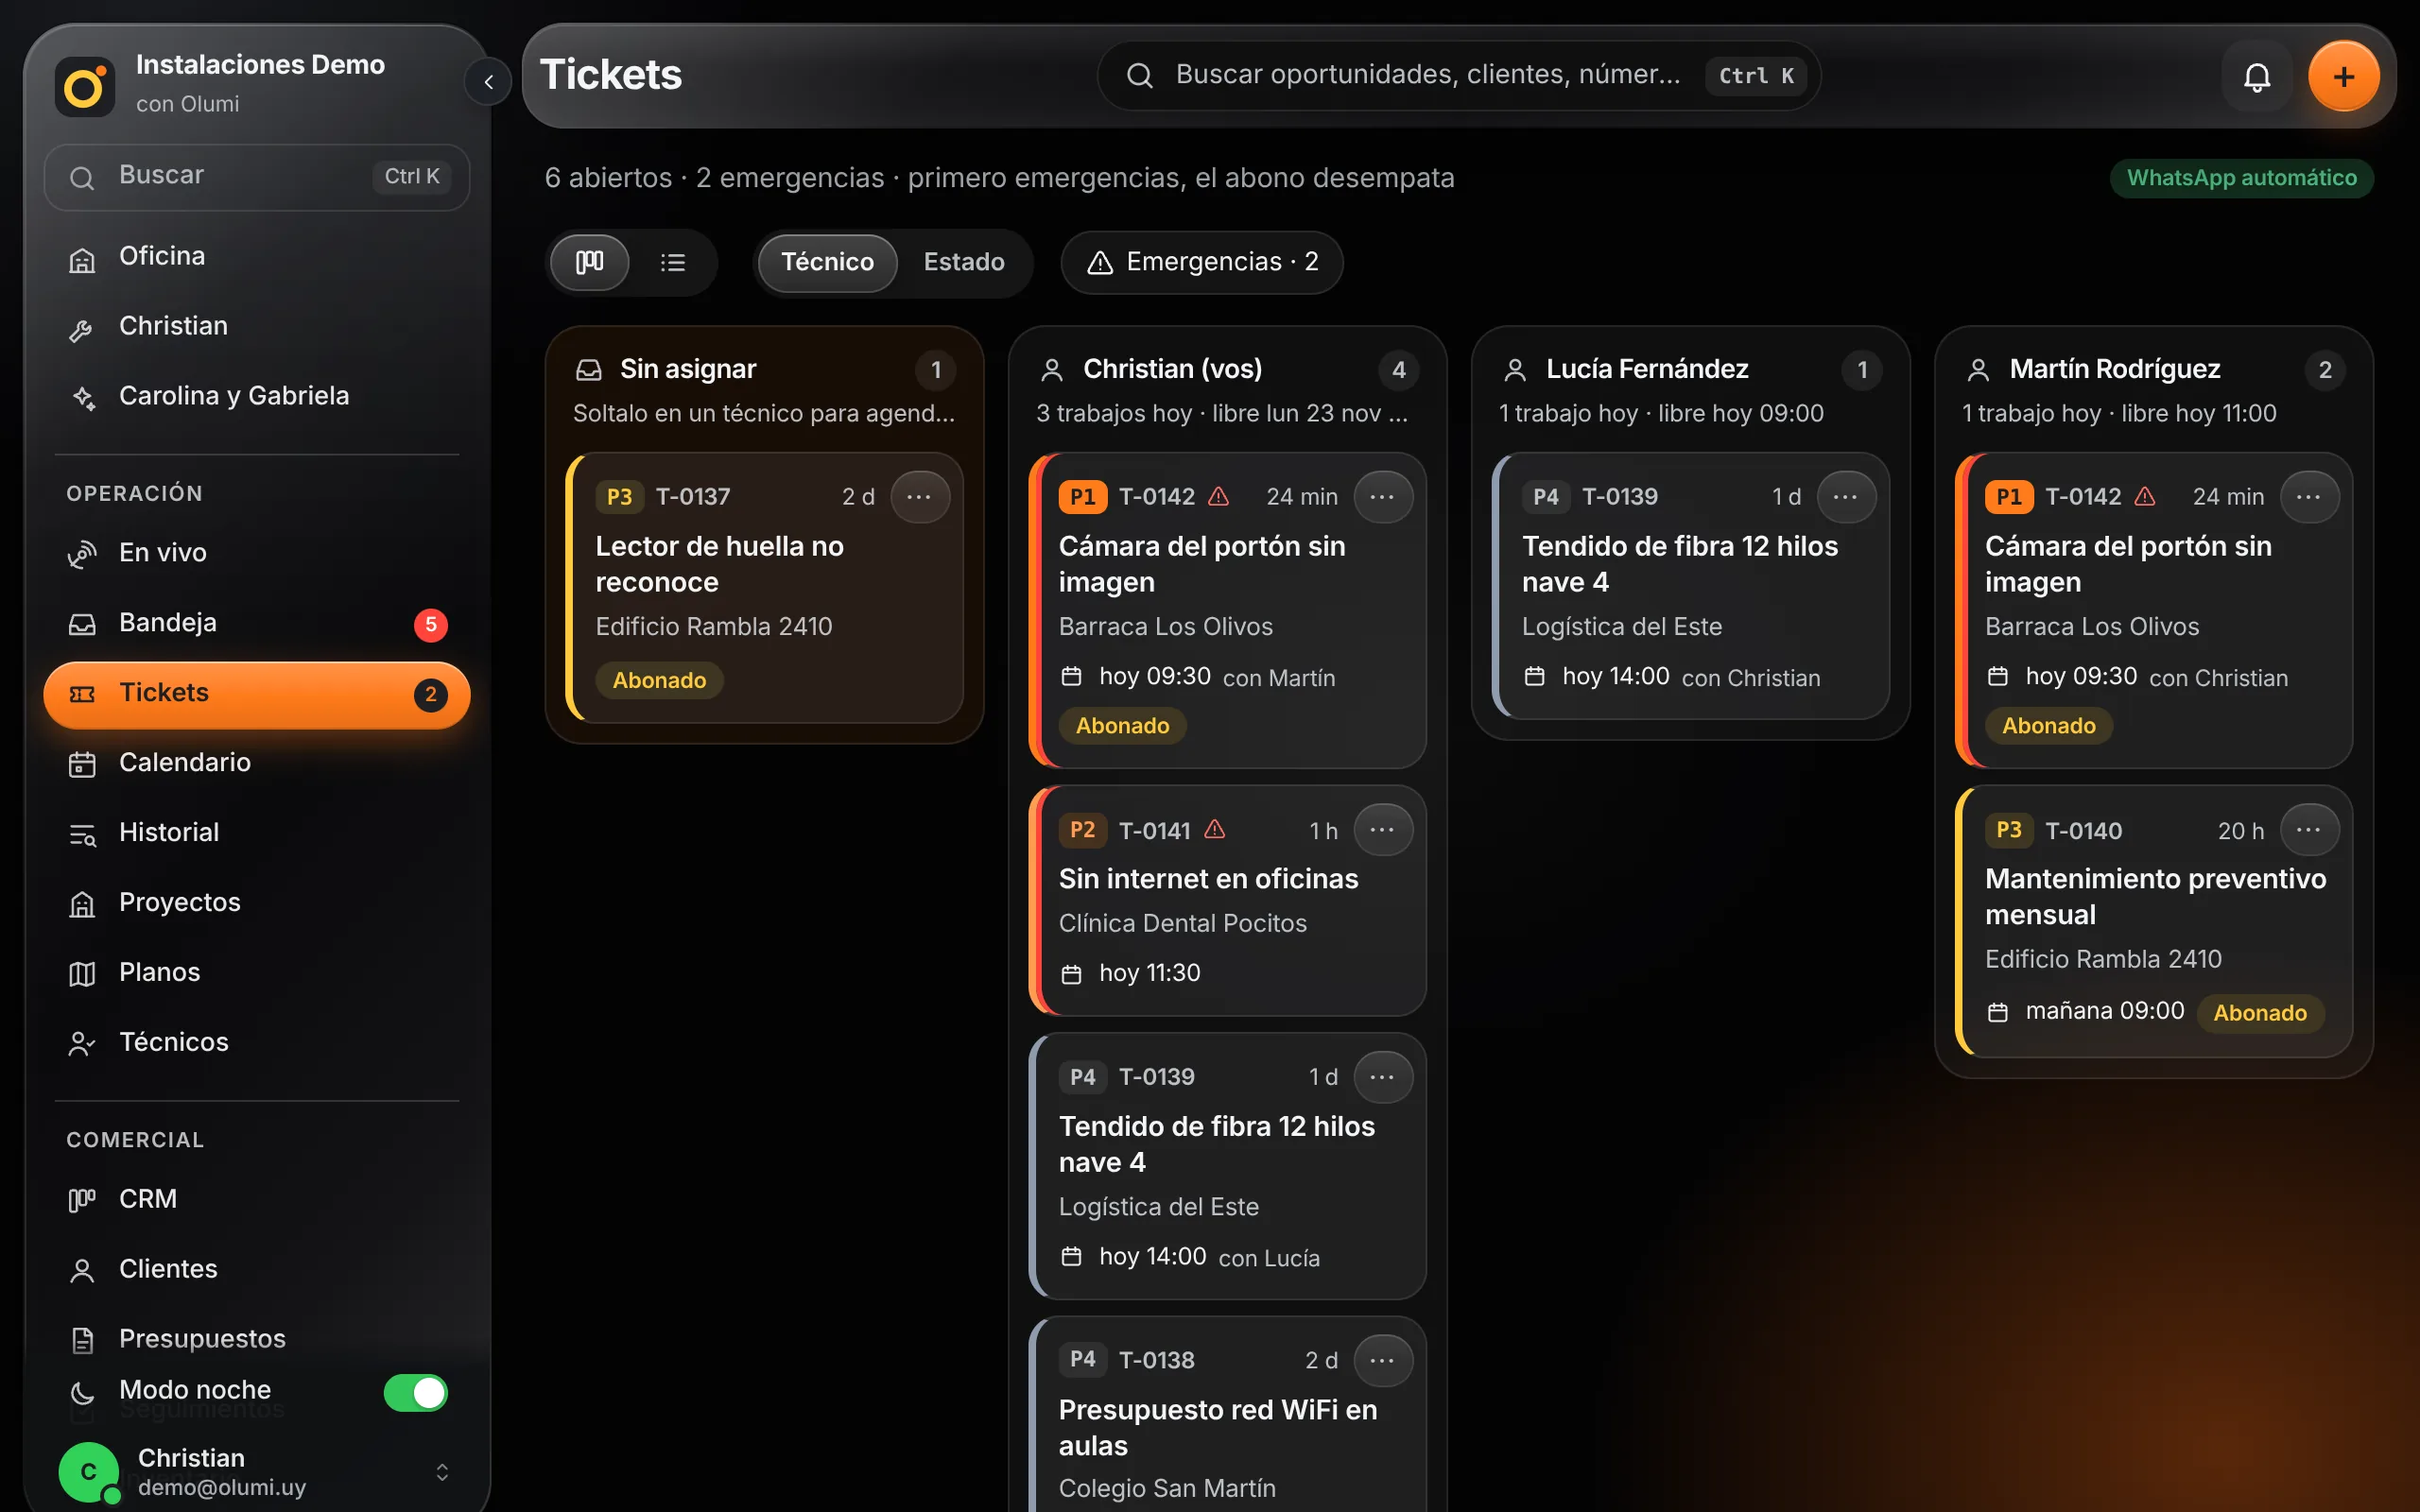 Instalaciones Demo
con Olumi
Buscar
Ctrl K
Oficina
Christian
Carolina y Gabriela
OPERACIÓN
En vivo
Bandeja
5
Tickets
2
Calendario
Historial
Proyectos
Planos
Técnicos
COMERCIAL
CRM
Clientes
Presupuestos
Modo noche
Seguimientos
C
Christian
demo@olumi.uy
Tickets
Buscar oportunidades, clientes, númer...
Ctrl K
6 abiertos · 2 emergencias · primero emergencias, el abono desempata
WhatsApp automático
Técnico
Estado
Emergencias · 2
Sin asignar
1
Soltalo en un técnico para agend...
P3 T-0137 2 d
Lector de huella no
reconoce
Edificio Rambla 2410
Abonado
Christian (vos)
4
3 trabajos hoy · libre lun 23 nov ...
P1 T-0142 24 min
Cámara del portón sin
imagen
Barraca Los Olivos
hoy 09:30 con Martín
Abonado
P2 T-0141 1 h
Sin internet en oficinas
Clínica Dental Pocitos
hoy 11:30
P4 T-0139 1 d
Tendido de fibra 12 hilos
nave 4
Logística del Este
hoy 14:00 con Lucía
P4 T-0138 2 d
Presupuesto red WiFi en
aulas
Colegio San Martín
Lucía Fernández
1
1 trabajo hoy · libre hoy 09:00
P4 T-0139 1 d
Tendido de fibra 12 hilos
nave 4
Logística del Este
hoy 14:00 con Christian
Martín Rodríguez
2
1 trabajo hoy · libre hoy 11:00
P1 T-0142 24 min
Cámara del portón sin
imagen
Barraca Los Olivos
hoy 09:30 con Christian
Abonado
P3 T-0140 20 h
Mantenimiento preventivo
mensual
Edificio Rambla 2410
mañana 09:00 Abonado